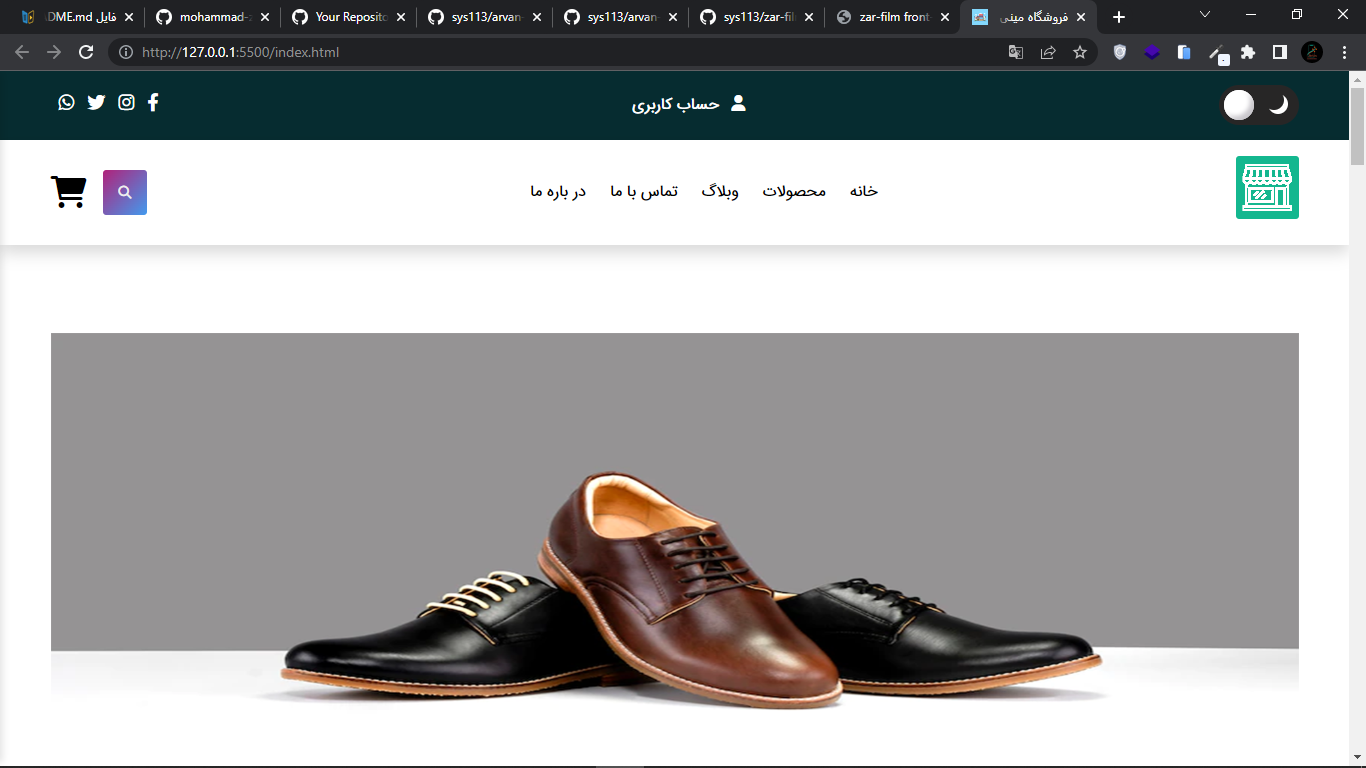 فایل ADME.md
mohammad-z
Your Reposito
sys113/arvan-
sys113/arvan-
sys113/zar-fil
zar-film front-
فروشگاه مینی
http://127.0.0.1:5500/index.html
حساب کاربری
خانه
محصولات
وبلاگ
تماس با ما
در باره ما